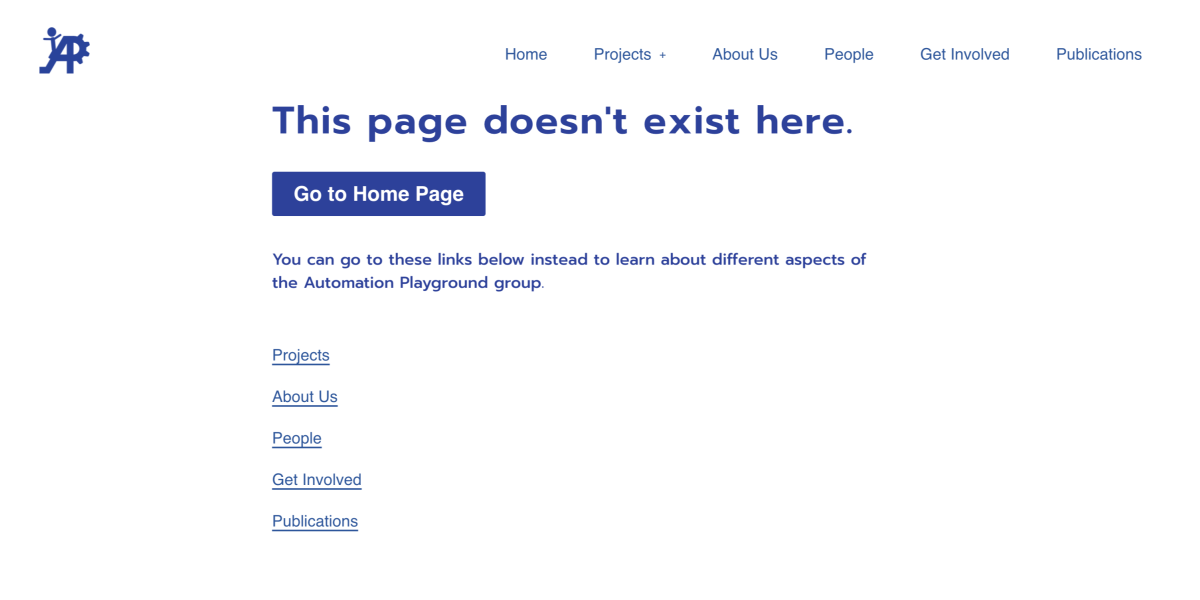 AP
Home Projects + About Us People Get Involved Publications
This page doesn't exist here.
Go to Home Page
You can go to these links below instead to learn about different aspects of
the Automation Playground group.
Projects
About Us
People
Get Involved
Publications